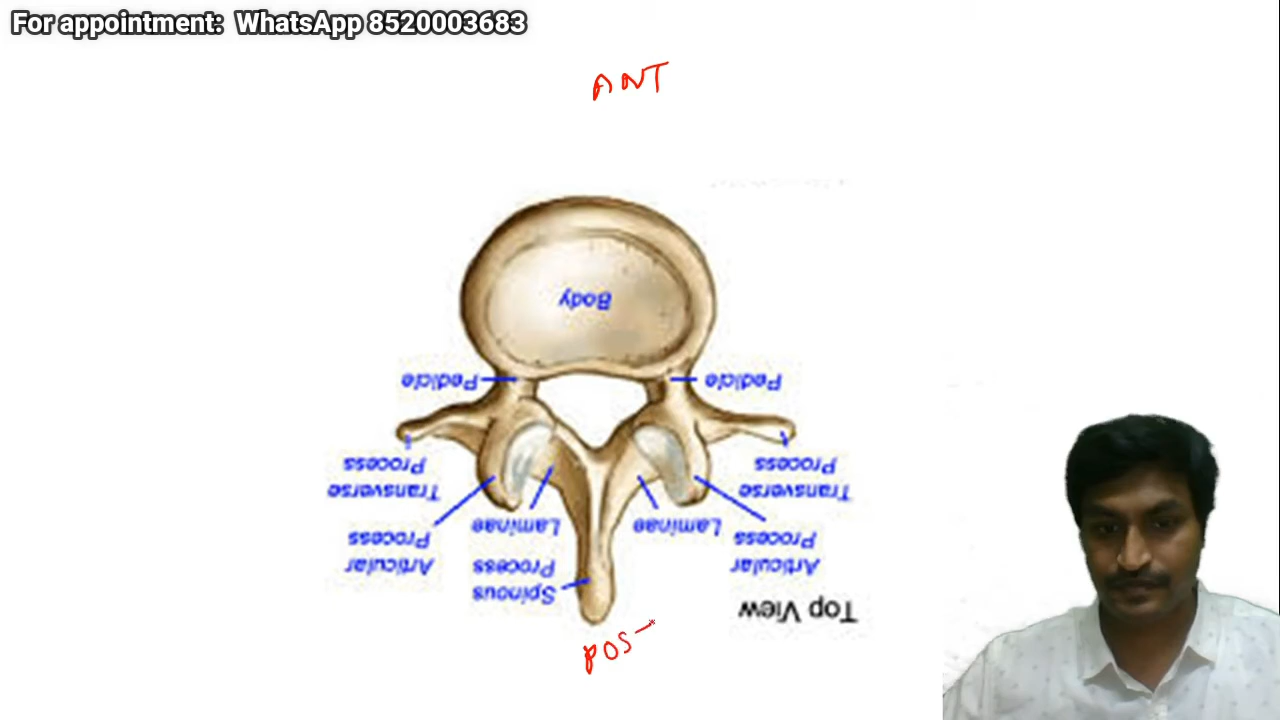 For appointment: WhatsApp 8520003683
ANT
Body
Pedicle
Pedicle
Transverse
Process
Transverse
Process
Articular
Process
Laminae
Laminae
Articular
Process
Spinous
Process
Top View
POS